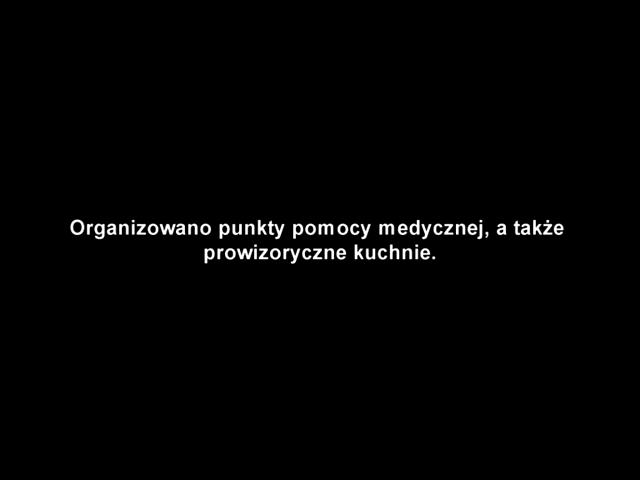 Organizowano punkty pomocy medycznej, a także
prowizoryczne kuchnie.